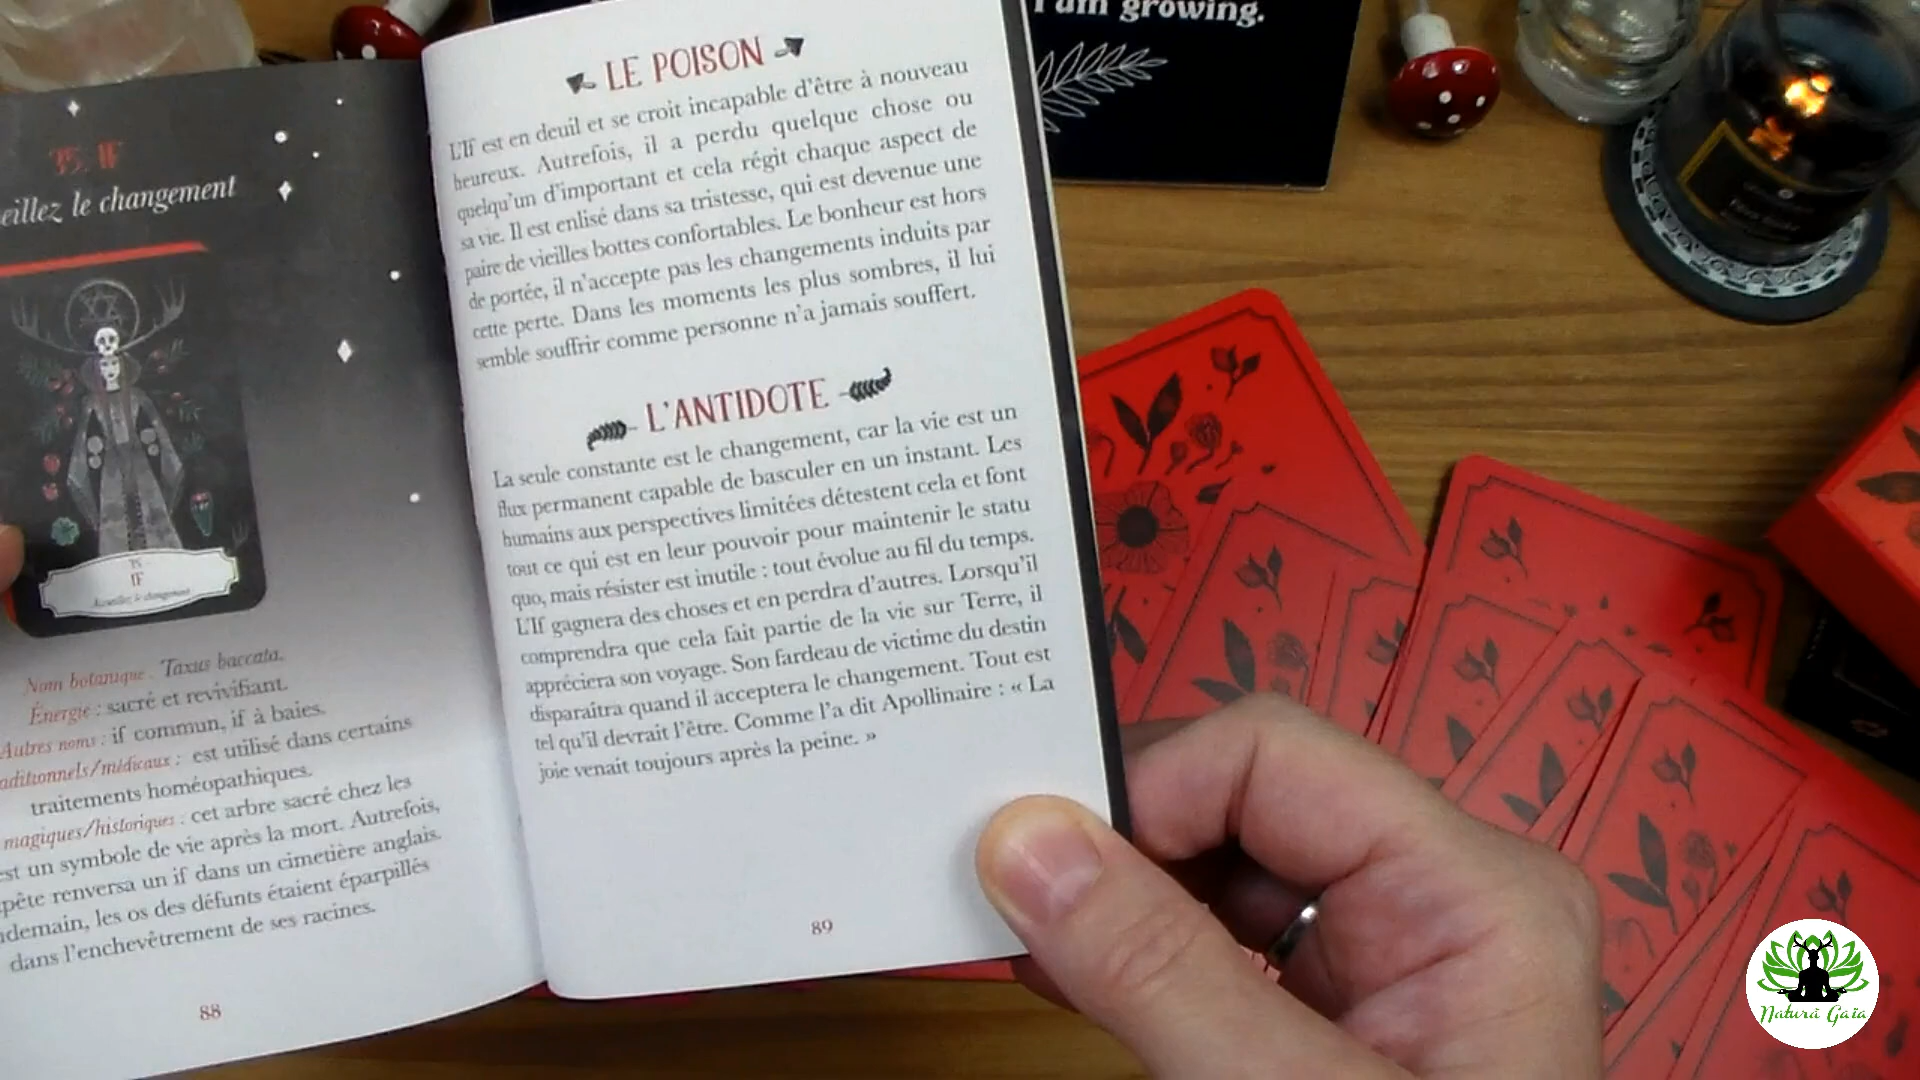 35. IF
eillez le changement
35
IF
Accueillez le changement
Nom botanique : Taxus baccata.
Énergie : sacré et revivifiant.
Autres noms : if commun, if à baies.
aditionnels/médicaux : est utilisé dans certains
traitements homéopathiques.
magiques/historiques : cet arbre sacré chez les
est un symbole de vie après la mort. Autrefois,
pête renversa un if dans un cimetière anglais.
ndemain, les os des défunts étaient éparpillés
dans l'enchevêtrement de ses racines.
88
LE POISON
L'If est en deuil et se croit incapable d'être à nouveau
heureux. Autrefois, il a perdu quelque chose ou
quelqu'un d'important et cela régit chaque aspect de
sa vie. Il est enlisé dans sa tristesse, qui est devenue une
paire de vieilles bottes confortables. Le bonheur est hors
de portée, il n'accepte pas les changements induits par
cette perte. Dans les moments les plus sombres, il lui
semble souffrir comme personne n'a jamais souffert.
L'ANTIDOTE
La seule constante est le changement, car la vie est un
flux permanent capable de basculer en un instant. Les
humains aux perspectives limitées détestent cela et font
tout ce qui est en leur pouvoir pour maintenir le statu
quo, mais résister est inutile : tout évolue au fil du temps.
L'If gagnera des choses et en perdra d'autres. Lorsqu'il
comprendra que cela fait partie de la vie sur Terre, il
appréciera son voyage. Son fardeau de victime du destin
disparaîtra quand il acceptera le changement. Tout est
tel qu'il devrait l'être. Comme l'a dit Apollinaire : « La
joie venait toujours après la peine. »
89
I am growing.
Natura Gaïa